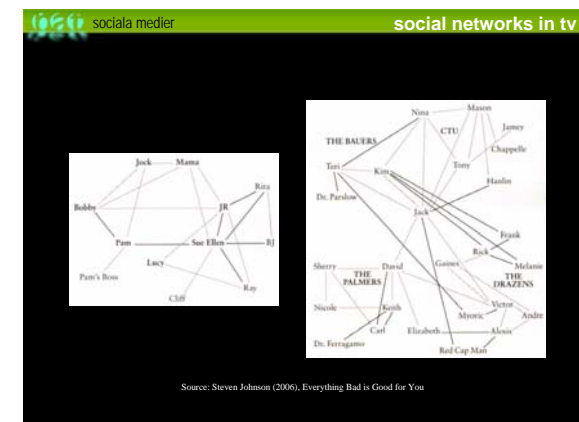 sociala medier
social networks in tv
Jock Mama
Rita
Bobby JR
Pam Sue Ellen BJ
Lucy
Pam's Boss
Ray
Cliff
Nina Mason
CTU Jamey
THE BAUERS
Chappelle
Teri Kim Tony
Hanlin
Dr. Parslow
Jack
Frank
Rick
Sherry David Gaines Melanie
THE PALMERS
THE DRAZENS
Nicole Keith Victor
Myovic Andre
Carl Elizabeth Alexis
Dr. Ferragamo
Red Cap Man
Source: Steven Johnson (2006), Everything Bad is Good for You